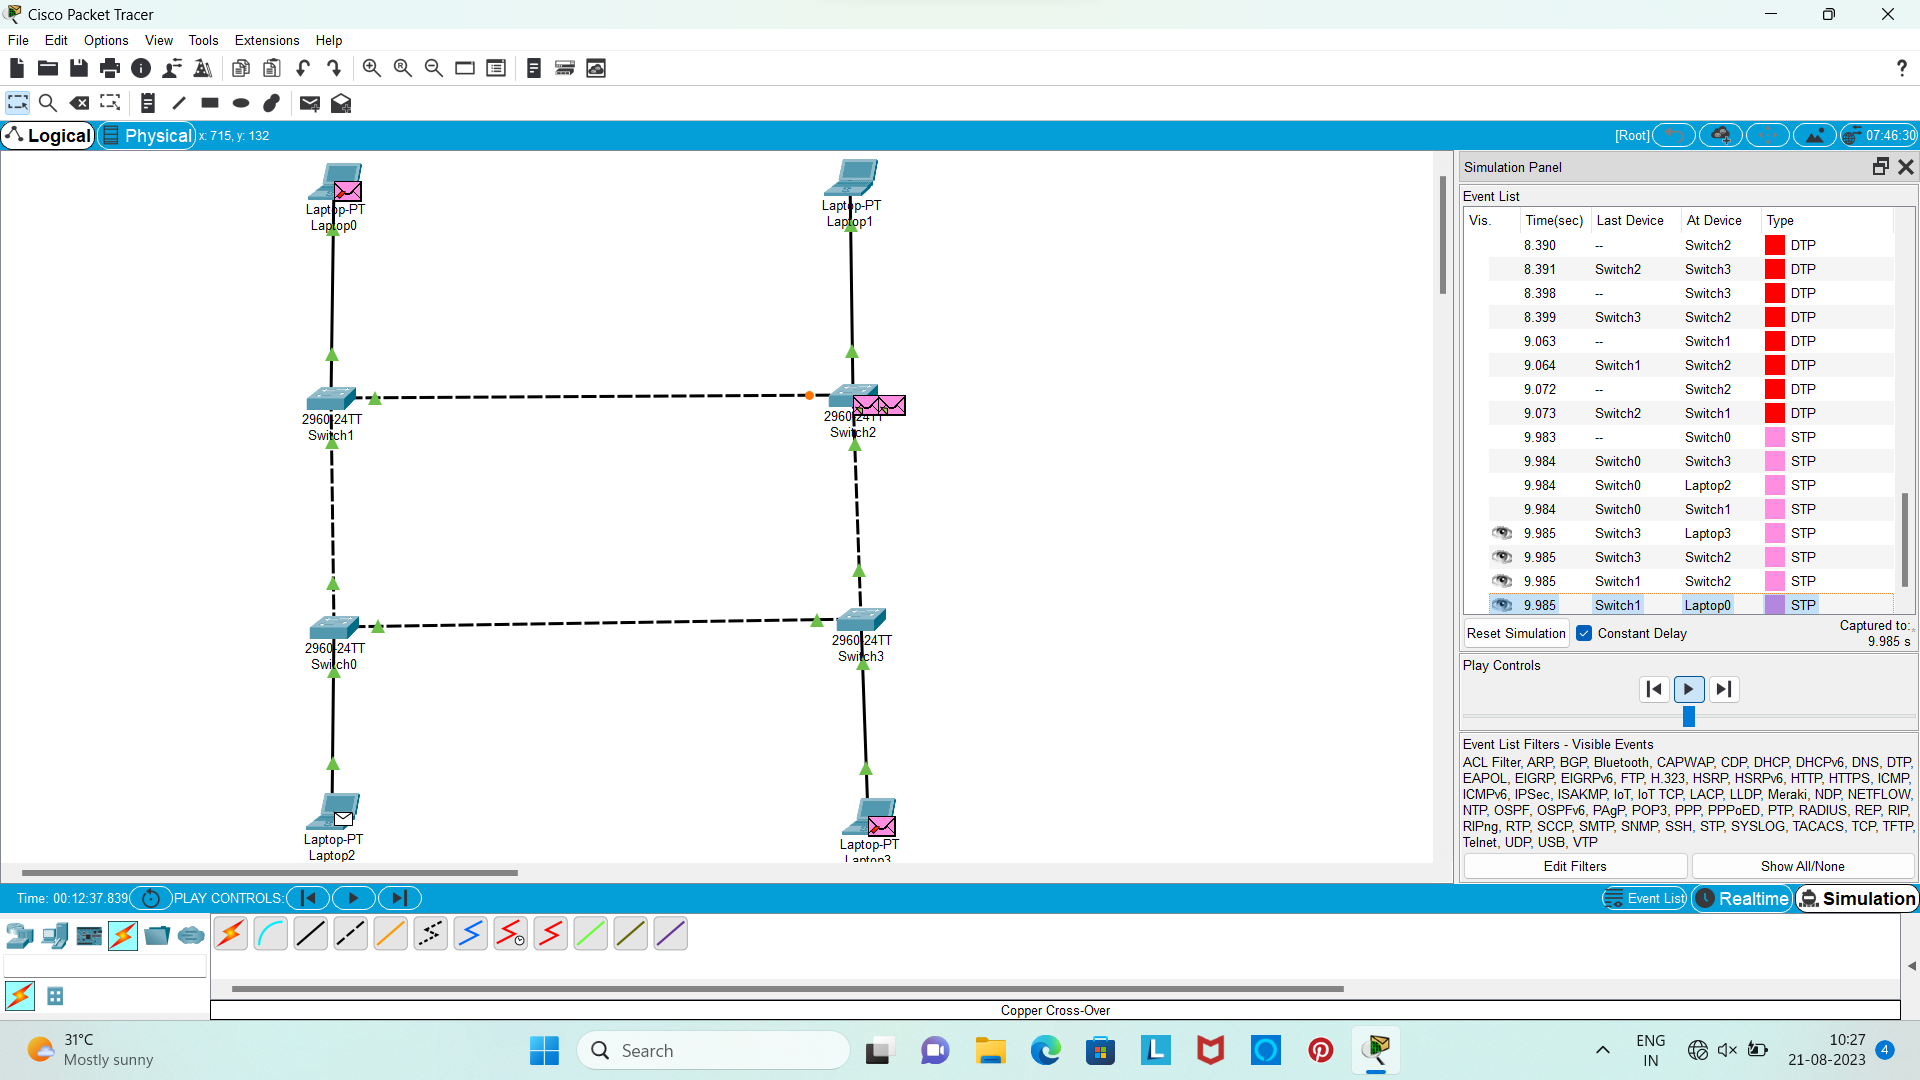 Cisco Packet Tracer
File Edit Options View Tools Extensions Help
Logical Physical x: 715, y: 132 [Root] 07:46:30
Laptop-PT
Laptop0
Laptop-PT
Laptop1
2960-24TT
Switch1
2960-24TT
Switch2
2960-24TT
Switch0
2960-24TT
Switch3
Laptop-PT
Laptop2
Laptop-PT
Laptop3
Simulation Panel
Event List
Vis. Time(sec) Last Device At Device Type
8.390 -- Switch2 DTP
8.391 Switch2 Switch3 DTP
8.398 -- Switch3 DTP
8.399 Switch3 Switch2 DTP
9.063 -- Switch1 DTP
9.064 Switch1 Switch2 DTP
9.072 -- Switch2 DTP
9.073 Switch2 Switch1 DTP
9.983 -- Switch0 STP
9.984 Switch0 Switch3 STP
9.984 Switch0 Laptop2 STP
9.984 Switch0 Switch1 STP
9.985 Switch3 Laptop3 STP
9.985 Switch3 Switch2 STP
9.985 Switch1 Switch2 STP
9.985 Switch1 Laptop0 STP
Reset Simulation Constant Delay Captured to:
9.985 s
Play Controls
Event List Filters - Visible Events
ACL Filter, ARP, BGP, Bluetooth, CAPWAP, CDP, DHCP, DHCPv6, DNS, DTP,
EAPOL, EIGRP, EIGRPv6, FTP, H.323, HSRP, HSRPv6, HTTP, HTTPS, ICMP,
ICMPv6, IPSec, ISAKMP, IoT, IoT TCP, LACP, LLDP, Meraki, NDP, NETFLOW,
NTP, OSPF, OSPFv6, PAgP, POP3, PPP, PPPoED, PTP, RADIUS, REP, RIP,
RIPng, RTP, SCCP, SMTP, SNMP, SSH, STP, SYSLOG, TACACS, TCP, TFTP,
Telnet, UDP, USB, VTP
Edit Filters Show All/None
Time: 00:12:37.839 PLAY CONTROLS: Event List Realtime Simulation
Copper Cross-Over
31°C
Mostly sunny
Search
ENG
IN
10:27
21-08-2023
4